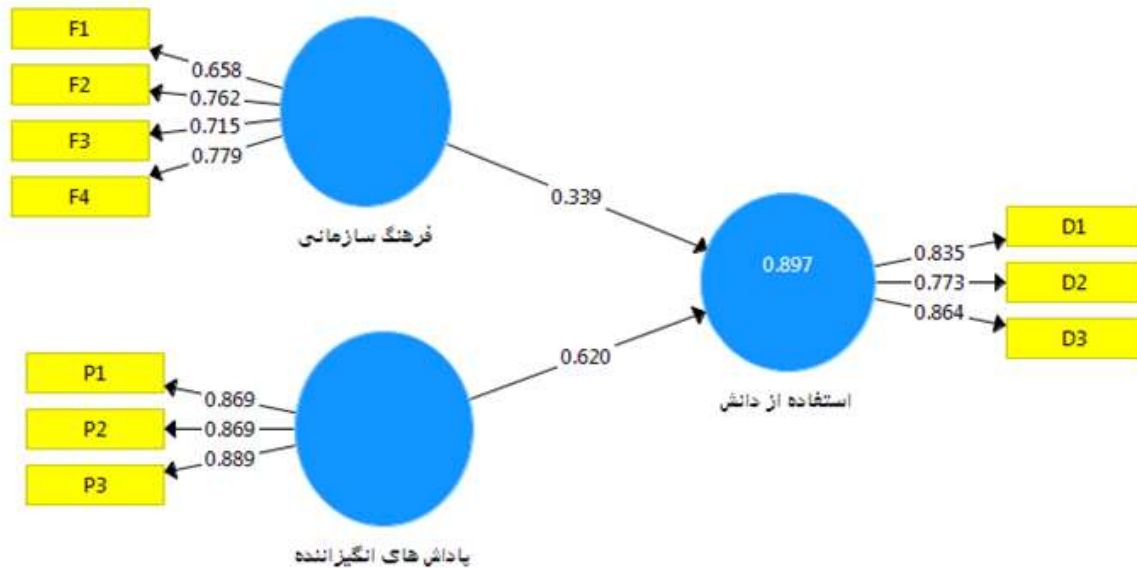 F1
F2
F3
F4
0.658
0.762
0.715
0.779
فرهنگ سازمانی
0.339
P1
P2
P3
0.869
0.869
0.889
پاداش های انگیزاننده
0.620
0.897
استفاده از دانش
0.835
0.773
0.864
D1
D2
D3